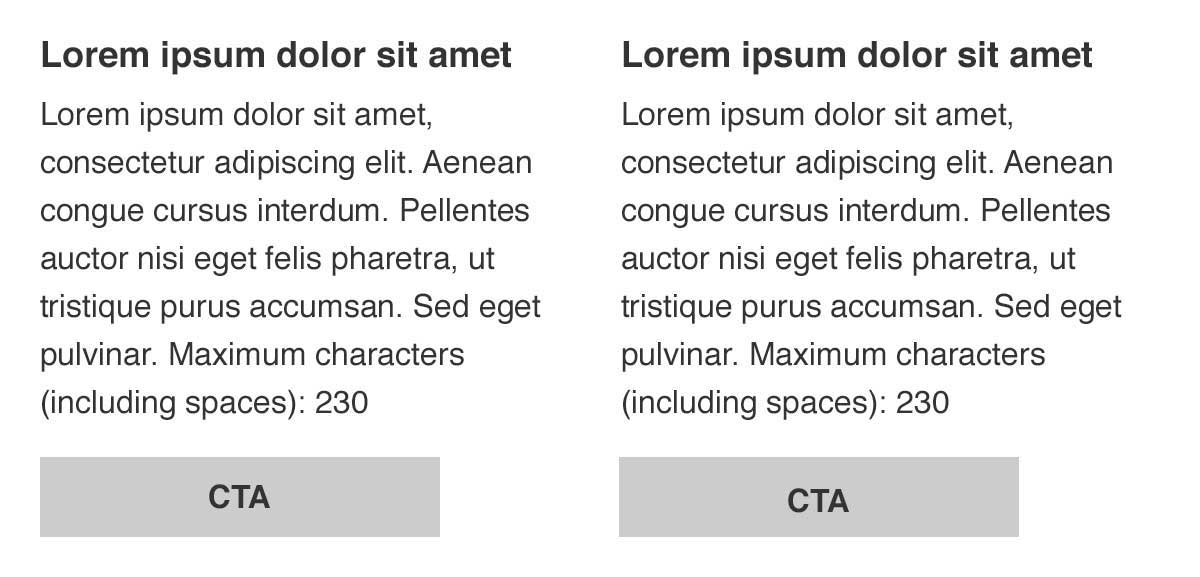 Lorem ipsum dolor sit amet
Lorem ipsum dolor sit amet,
consectetur adipiscing elit. Aenean
congue cursus interdum. Pellentes
auctor nisi eget felis pharetra, ut
tristique purus accumsan. Sed eget
pulvinar. Maximum characters
(including spaces): 230
CTA
Lorem ipsum dolor sit amet
Lorem ipsum dolor sit amet,
consectetur adipiscing elit. Aenean
congue cursus interdum. Pellentes
auctor nisi eget felis pharetra, ut
tristique purus accumsan. Sed eget
pulvinar. Maximum characters
(including spaces): 230
CTA